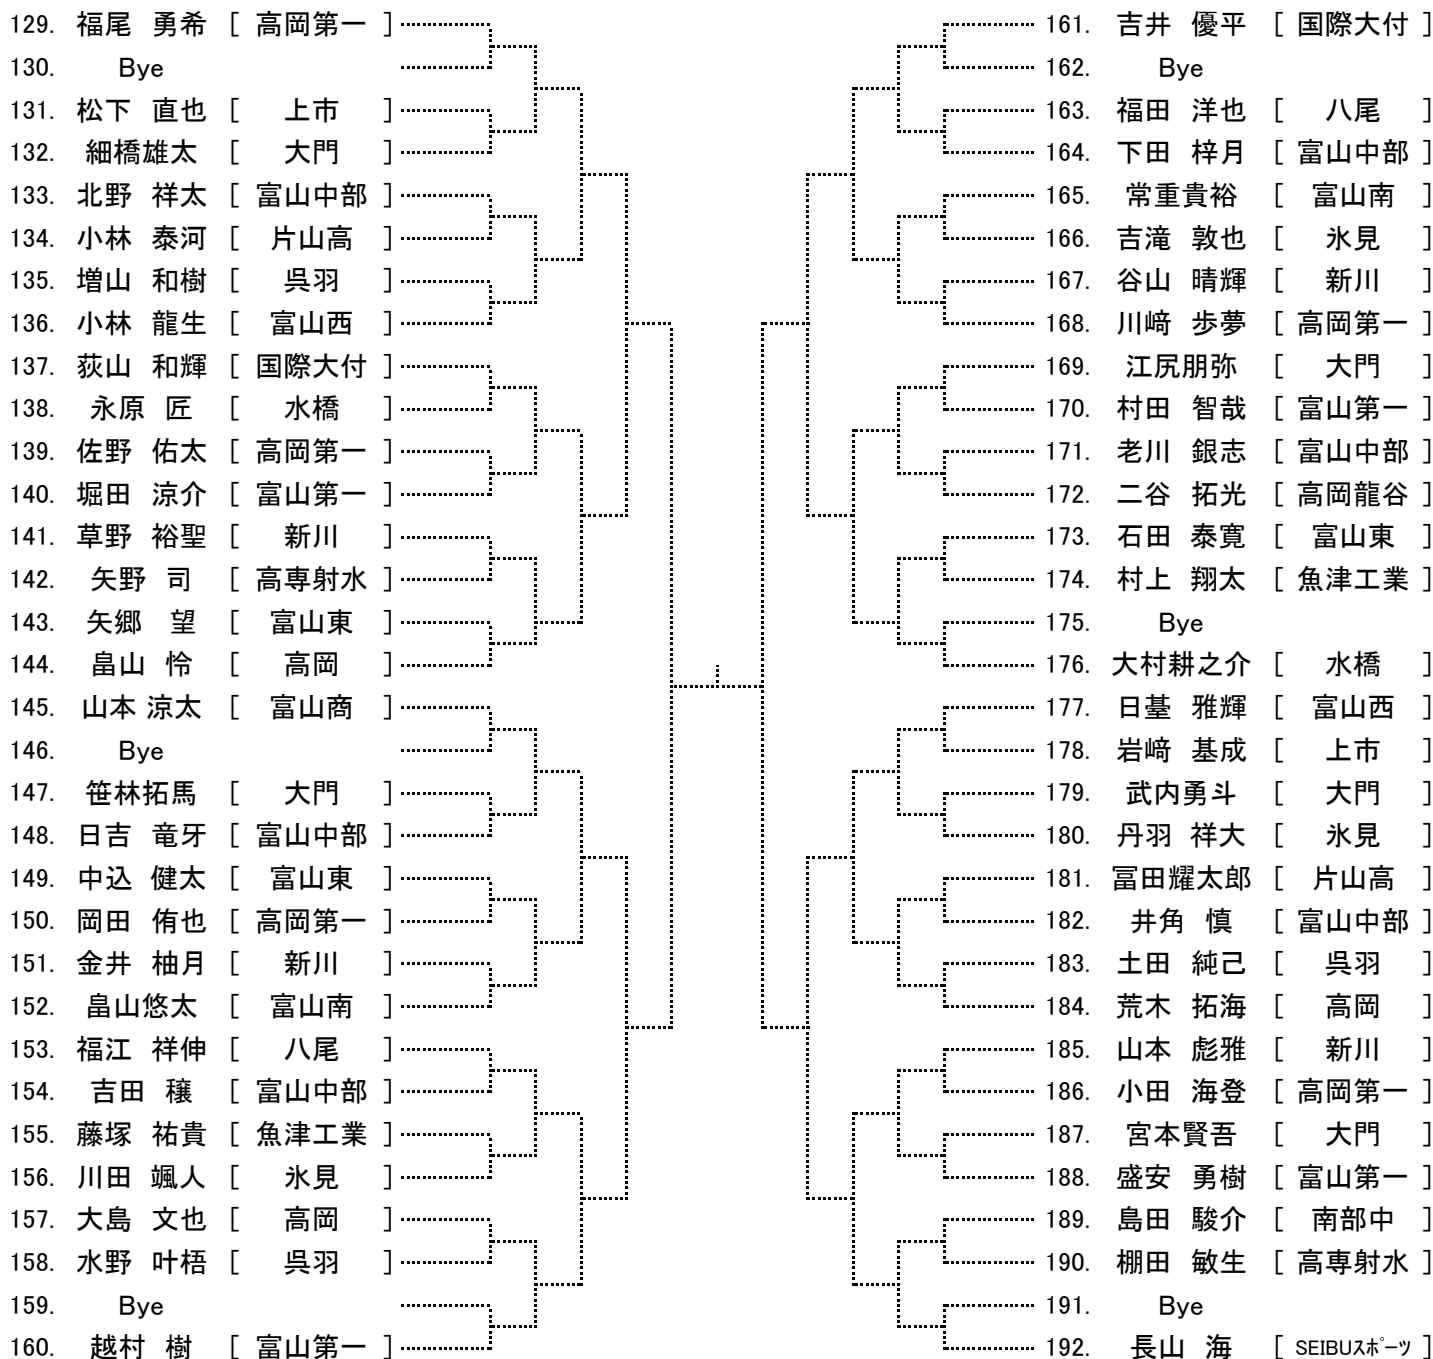 129. 福尾 勇希 [ 高岡第一 ]
130. Bye
131. 松下 直也 [ 上市 ]
132. 細橋雄太 [ 大門 ]
133. 北野 祥太 [ 富山中部 ]
134. 小林 泰河 [ 片山高 ]
135. 増山 和樹 [ 呉羽 ]
136. 小林 龍生 [ 富山西 ]
137. 荻山 和輝 [ 国際大付 ]
138. 永原 匠 [ 水橋 ]
139. 佐野 佑太 [ 高岡第一 ]
140. 堀田 涼介 [ 富山第一 ]
141. 草野 裕聖 [ 新川 ]
142. 矢野 司 [ 高専射水 ]
143. 矢郷 望 [ 富山東 ]
144. 畠山 怜 [ 高岡 ]
145. 山本 涼太 [ 富山商 ]
146. Bye
147. 笹林拓馬 [ 大門 ]
148. 日吉 竜牙 [ 富山中部 ]
149. 中込 健太 [ 富山東 ]
150. 岡田 侑也 [ 高岡第一 ]
151. 金井 柚月 [ 新川 ]
152. 畠山悠太 [ 富山南 ]
153. 福江 祥伸 [ 八尾 ]
154. 吉田 穣 [ 富山中部 ]
155. 藤塚 祐貴 [ 魚津工業 ]
156. 川田 颯人 [ 氷見 ]
157. 大島 文也 [ 高岡 ]
158. 水野 叶梧 [ 呉羽 ]
159. Bye
160. 越村 樹 [ 富山第一 ]
161. 吉井 優平 [ 国際大付 ]
162. Bye
163. 福田 洋也 [ 八尾 ]
164. 下田 梓月 [ 富山中部 ]
165. 常重貴裕 [ 富山南 ]
166. 吉滝 敦也 [ 氷見 ]
167. 谷山 晴輝 [ 新川 ]
168. 川﨑 歩夢 [ 高岡第一 ]
169. 江尻朋弥 [ 大門 ]
170. 村田 智哉 [ 富山第一 ]
171. 老川 銀志 [ 富山中部 ]
172. 二谷 拓光 [ 高岡龍谷 ]
173. 石田 泰寛 [ 富山東 ]
174. 村上 翔太 [ 魚津工業 ]
175. Bye
176. 大村耕之介 [ 水橋 ]
177. 日基 雅輝 [ 富山西 ]
178. 岩﨑 基成 [ 上市 ]
179. 武内勇斗 [ 大門 ]
180. 丹羽 祥大 [ 氷見 ]
181. 冨田耀太郎 [ 片山高 ]
182. 井角 慎 [ 富山中部 ]
183. 土田 純己 [ 呉羽 ]
184. 荒木 拓海 [ 高岡 ]
185. 山本 彪雅 [ 新川 ]
186. 小田 海登 [ 高岡第一 ]
187. 宮本賢吾 [ 大門 ]
188. 盛安 勇樹 [ 富山第一 ]
189. 島田 駿介 [ 南部中 ]
190. 棚田 敏生 [ 高専射水 ]
191. Bye
192. 長山 海 [ SEIBUスポーツ ]